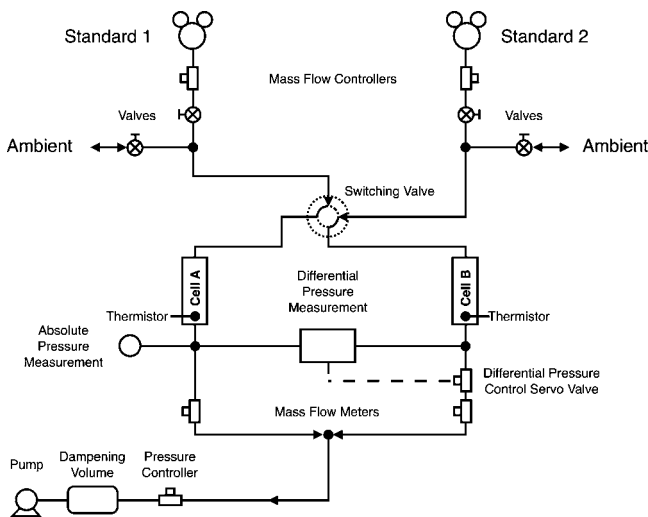 Standard 1
Standard 2
Mass Flow Controllers
Valves
Valves
Ambient
Ambient
Switching Valve
Cell A
Differential
Pressure
Measurement
Cell B
Thermistor
Thermistor
Absolute
Pressure
Measurement
Differential Pressure
Control Servo Valve
Mass Flow Meters
Pump
Dampening
Volume
Pressure
Controller